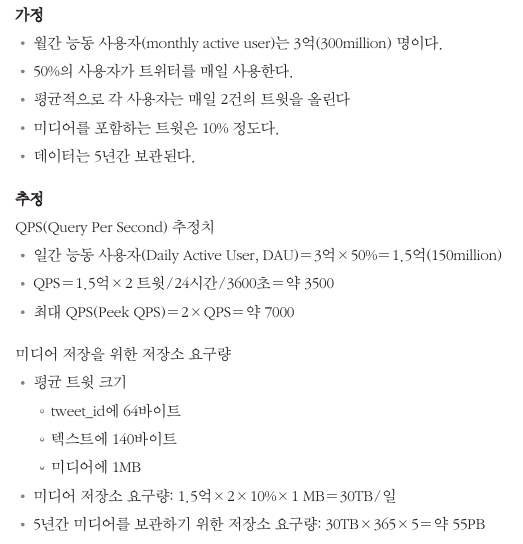 가정
• 월간 능동 사용자(monthly active user)는 3억(300million) 명이다.
• 50%의 사용자가 트위터를 매일 사용한다.
• 평균적으로 각 사용자는 매일 2건의 트윗을 올린다
• 미디어를 포함하는 트윗은 10% 정도다.
• 데이터는 5년간 보관된다.
추정
QPS(Query Per Second) 추정치
• 일간 능동 사용자(Daily Active User, DAU)=3억×50%=1.5억(150million)
• QPS=1.5억×2 트윗/24시간/3600초=약 3500
• 최대 QPS(Peek QPS)=2×QPS=약 7000
미디어 저장을 위한 저장소 요구량
• 평균 트윗 크기
◦ tweet_id에 64바이트
◦ 텍스트에 140바이트
◦ 미디어에 1MB
• 미디어 저장소 요구량: 1.5억×2×10%×1 MB=30TB/일
• 5년간 미디어를 보관하기 위한 저장소 요구량: 30TB×365×5=약 55PB